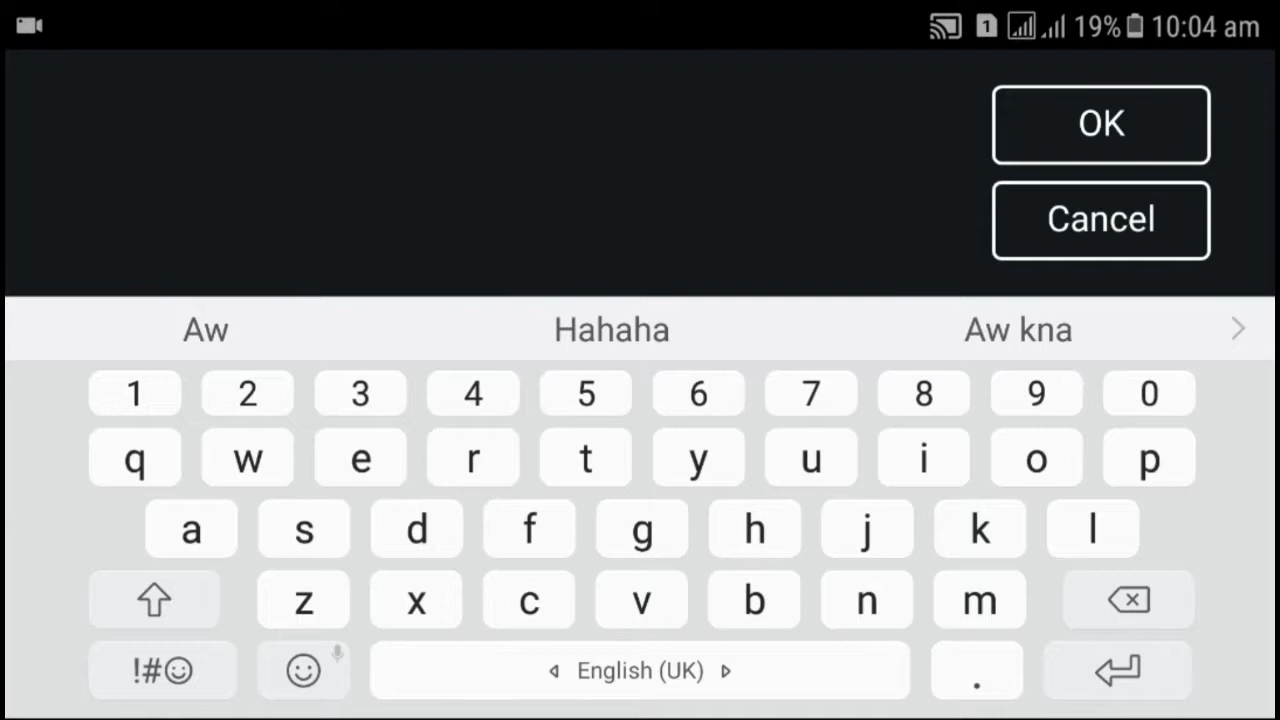 1 19% 10:04 am
OK
Cancel
Aw Hahaha Aw kna
1 2 3 4 5 6 7 8 9 0
q w e r t y u i o p
a s d f g h j k l
z x c v b n m
!#☺ English (UK) .